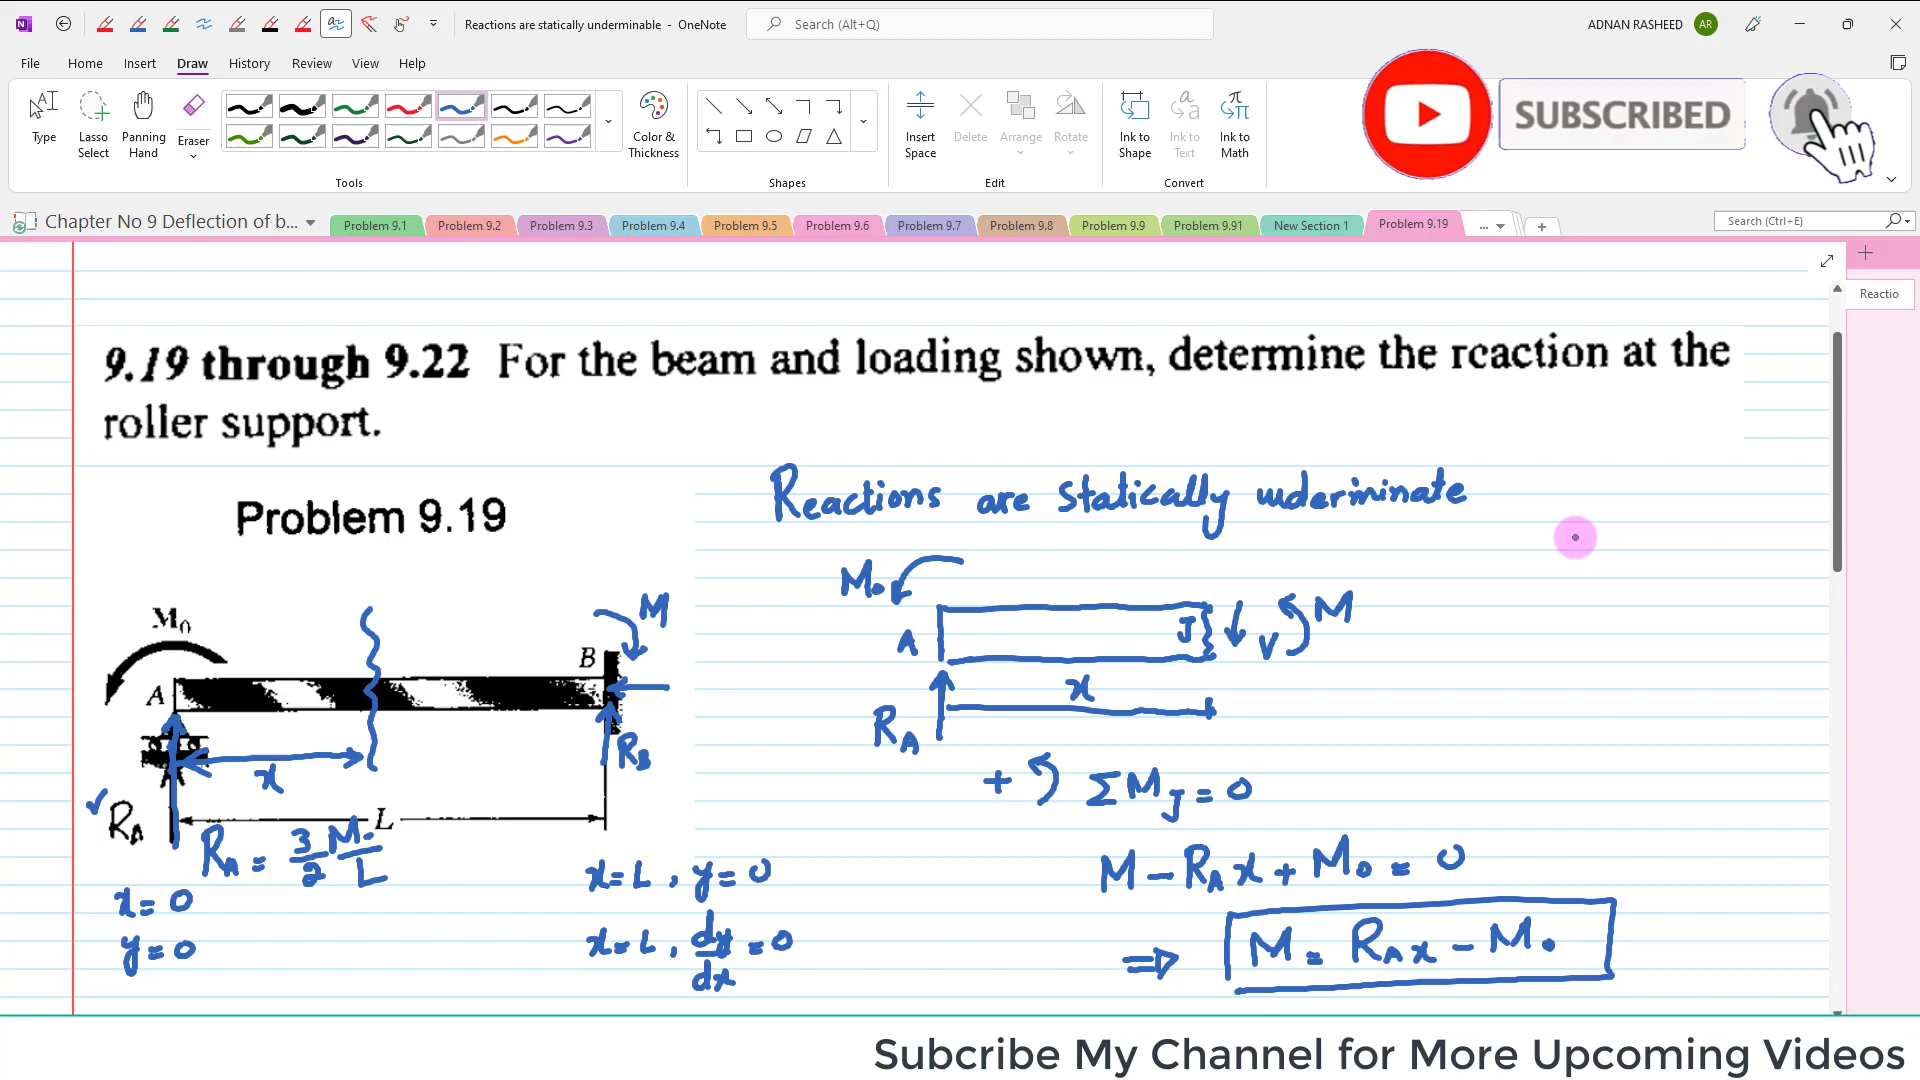 Reactions are statically underminable - OneNote
Search (Alt+Q)
ADNAN RASHEED
AR
File Home Insert Draw History Review View Help
Type
Lasso Select
Panning Hand
Eraser
Color & Thickness
Insert Space
Delete
Arrange
Rotate
Ink to Shape
Ink to Text
Ink to Math
Tools
Shapes
Edit
Convert
SUBSCRIBED
Chapter No 9 Deflection of b...
Problem 9.1 Problem 9.2 Problem 9.3 Problem 9.4 Problem 9.5 Problem 9.6 Problem 9.7 Problem 9.8 Problem 9.9 Problem 9.91 New Section 1 Problem 9.19 ...
Search (Ctrl+E)
Reactio
9.19 through 9.22 For the beam and loading shown, determine the reaction at the
roller support.
Problem 9.19
Reactions are statically underminate
M₀
A
B
M
R_B
x
L
R_A
R_A = 3/2 M₀/L
x = 0
y = 0
x = L , y = 0
x = L , dy/dx = 0
M₀
A
J
V
M
x
R_A
+ ΣM_J = 0
M - R_A x + M₀ = 0
⇒ M = R_A x - M₀
Subcribe My Channel for More Upcoming Videos